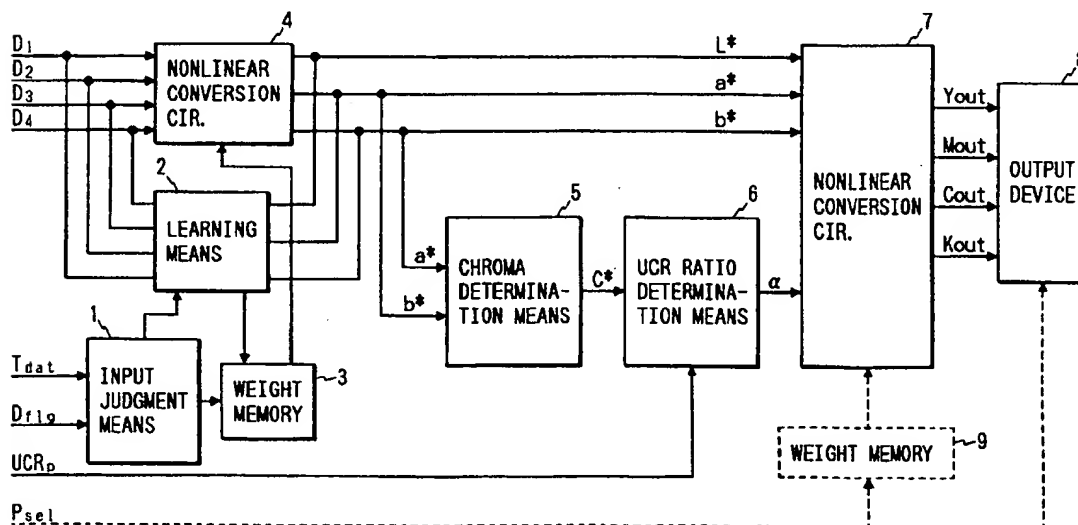 4
7
8
D1
D2
D3
D4
NONLINEAR
CONVERSION
CIR.
L*
a*
b*
2
LEARNING
MEANS
NONLINEAR
CONVERSION
CIR.
Yout
Mout
Cout
Kout
OUTPUT
DEVICE
5
6
a*
b*
CHROMA
DETERMINA-
TION MEANS
C*
UCR RATIO
DETERMINA-
TION MEANS
α
1
Tdat
Dflg
INPUT
JUDGMENT
MEANS
WEIGHT
MEMORY
3
UCRp
WEIGHT MEMORY
9
Psel